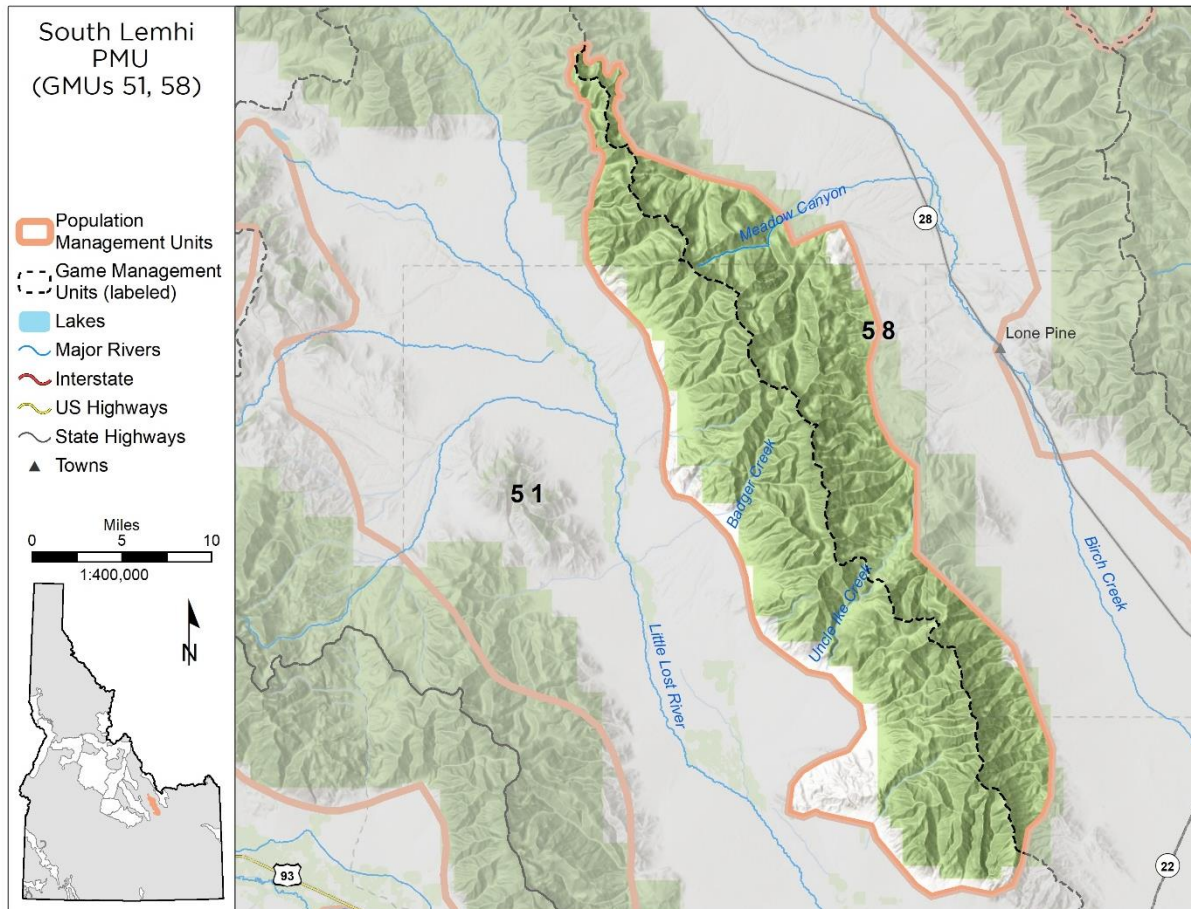 South Lemhi
PMU
(GMUs 51, 58)
Population
Management Units
Game Management
Units (labeled)
Lakes
Major Rivers
Interstate
US Highways
State Highways
Towns
Miles
0 5 10
1:400,000
N
Meadow Canyon
28
58
Lone Pine
51
Badger Creek
Uncle Ike Creek
Birch Creek
Little Lost River
93
22